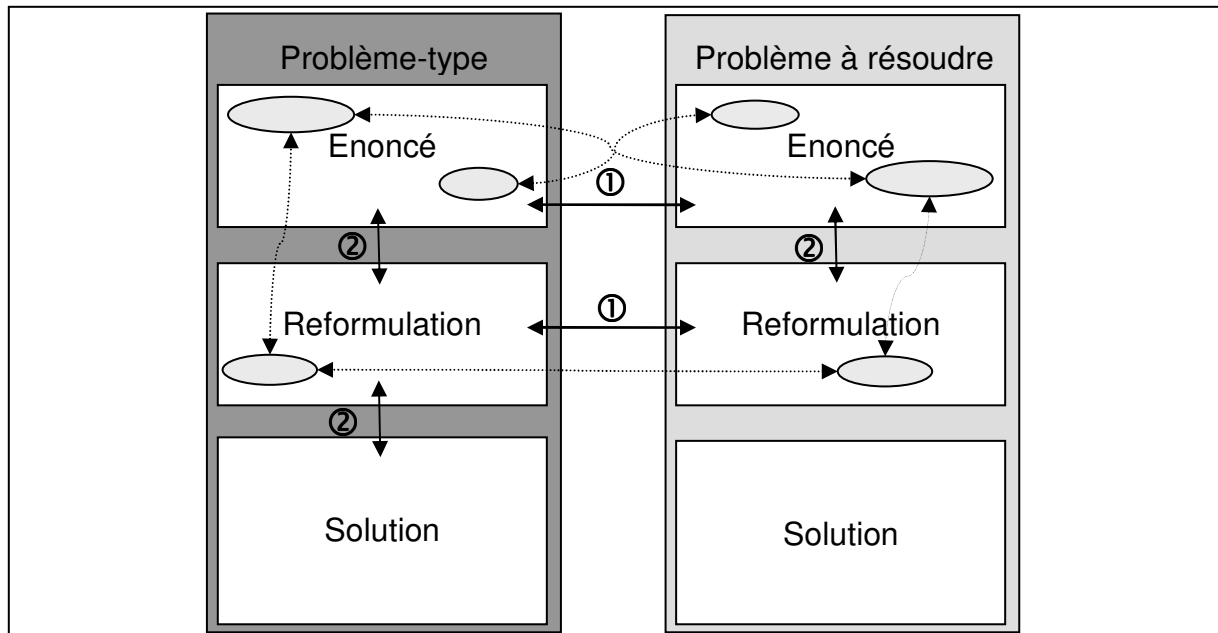 Problème-type
Problème à résoudre
Enoncé
Enoncé
①
②
②
Reformulation
①
Reformulation
②
Solution
Solution